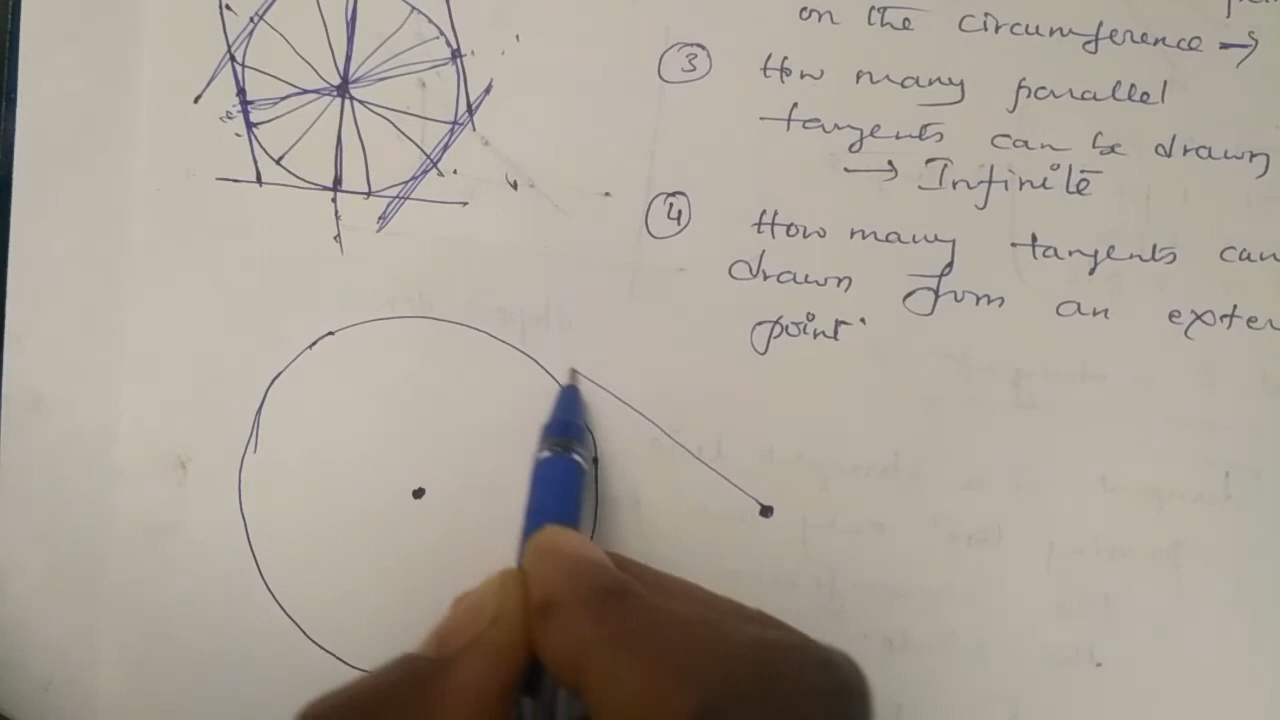 on the circumference →
③ How many parallel
tangents can be drawn
→ Infinite
④ How many tangents can
drawn from an exter
point